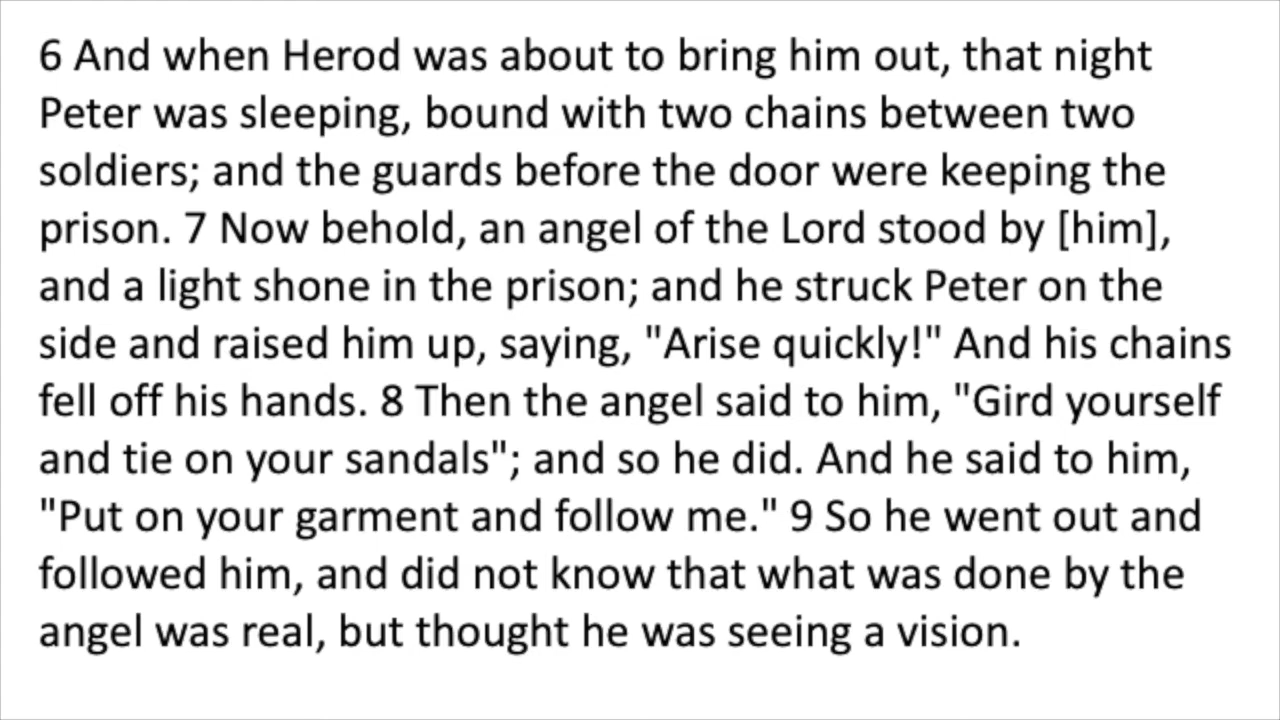 6 And when Herod was about to bring him out, that night
Peter was sleeping, bound with two chains between two
soldiers; and the guards before the door were keeping the
prison. 7 Now behold, an angel of the Lord stood by [him],
and a light shone in the prison; and he struck Peter on the
side and raised him up, saying, "Arise quickly!" And his chains
fell off his hands. 8 Then the angel said to him, "Gird yourself
and tie on your sandals"; and so he did. And he said to him,
"Put on your garment and follow me." 9 So he went out and
followed him, and did not know that what was done by the
angel was real, but thought he was seeing a vision.